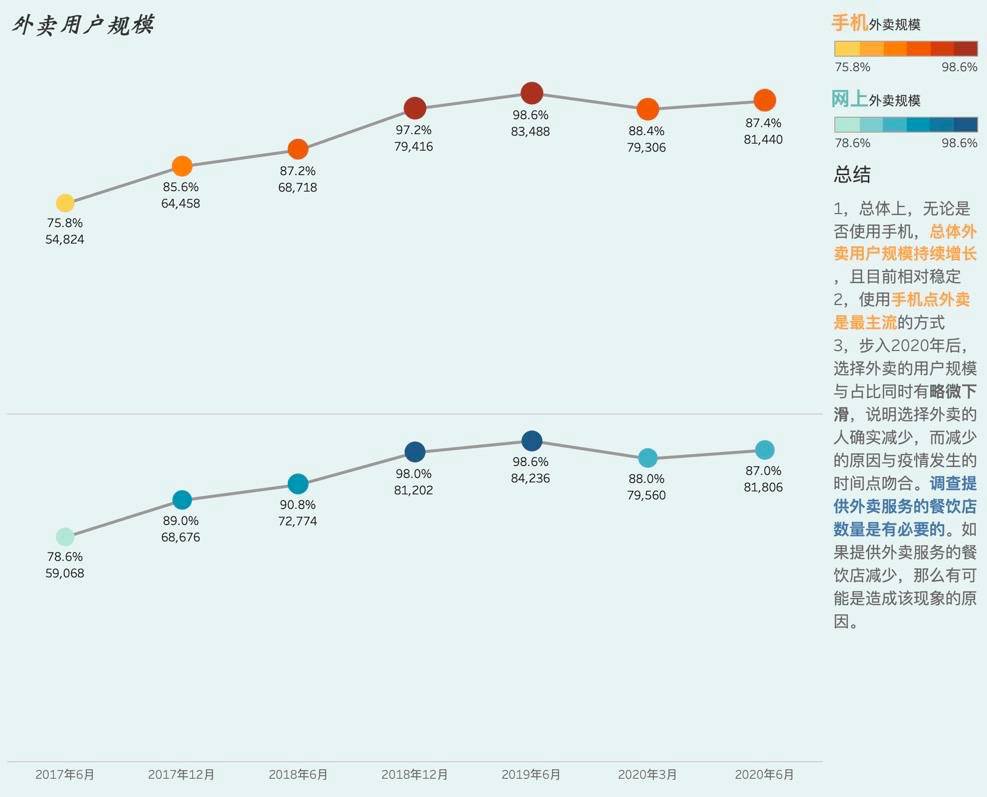 外卖用户规模
75.8%
54,824
85.6%
64,458
87.2%
68,718
97.2%
79,416
98.6%
83,488
88.4%
79,306
87.4%
81,440
78.6%
59,068
89.0%
68,676
90.8%
72,774
98.0%
81,202
98.6%
84,236
88.0%
79,560
87.0%
81,806
2017年6月
2017年12月
2018年6月
2018年12月
2019年6月
2020年3月
2020年6月
手机外卖规模
75.8% 98.6%
网上外卖规模
78.6% 98.6%
总结
1，总体上，无论是
否使用手机，总体外
卖用户规模持续增长
，且目前相对稳定
2，使用手机点外卖
是最主流的方式
3，步入2020年后，
选择外卖的用户规模
与占比同时有略微下
滑，说明选择外卖的
人确实减少，而减少
的原因与疫情发生的
时间点吻合。调查提
供外卖服务的餐饮店
数量是有必要的。如
果提供外卖服务的餐
饮店减少，那么有可
能是造成该现象的原
因。